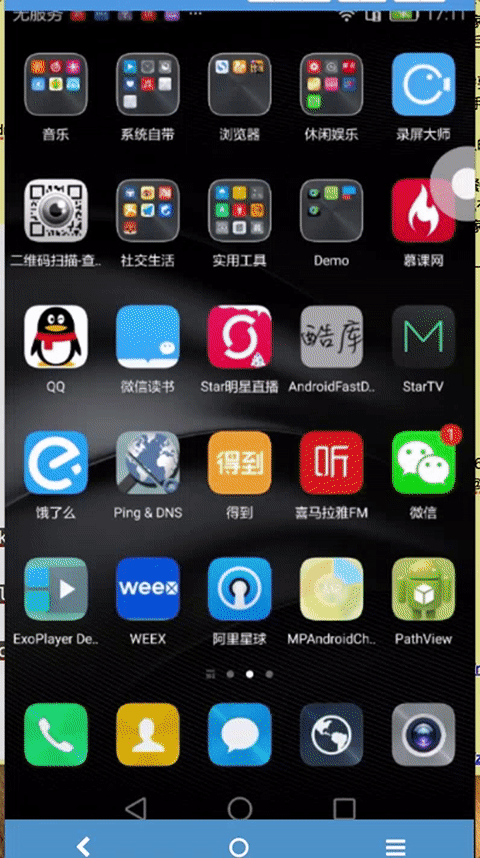 无服务 17:11
音乐 系统自带 浏览器 休闲娱乐 录屏大师
二维码扫描-查.. 社交生活 实用工具 Demo 慕课网
酷库
QQ 微信读书 Star明星直播 AndroidFastD.. StarTV
得到 听 1
饿了么 Ping & DNS 得到 喜马拉雅FM 微信
weex
ExoPlayer De.. WEEX 阿里星球 MPAndroidCh.. PathView